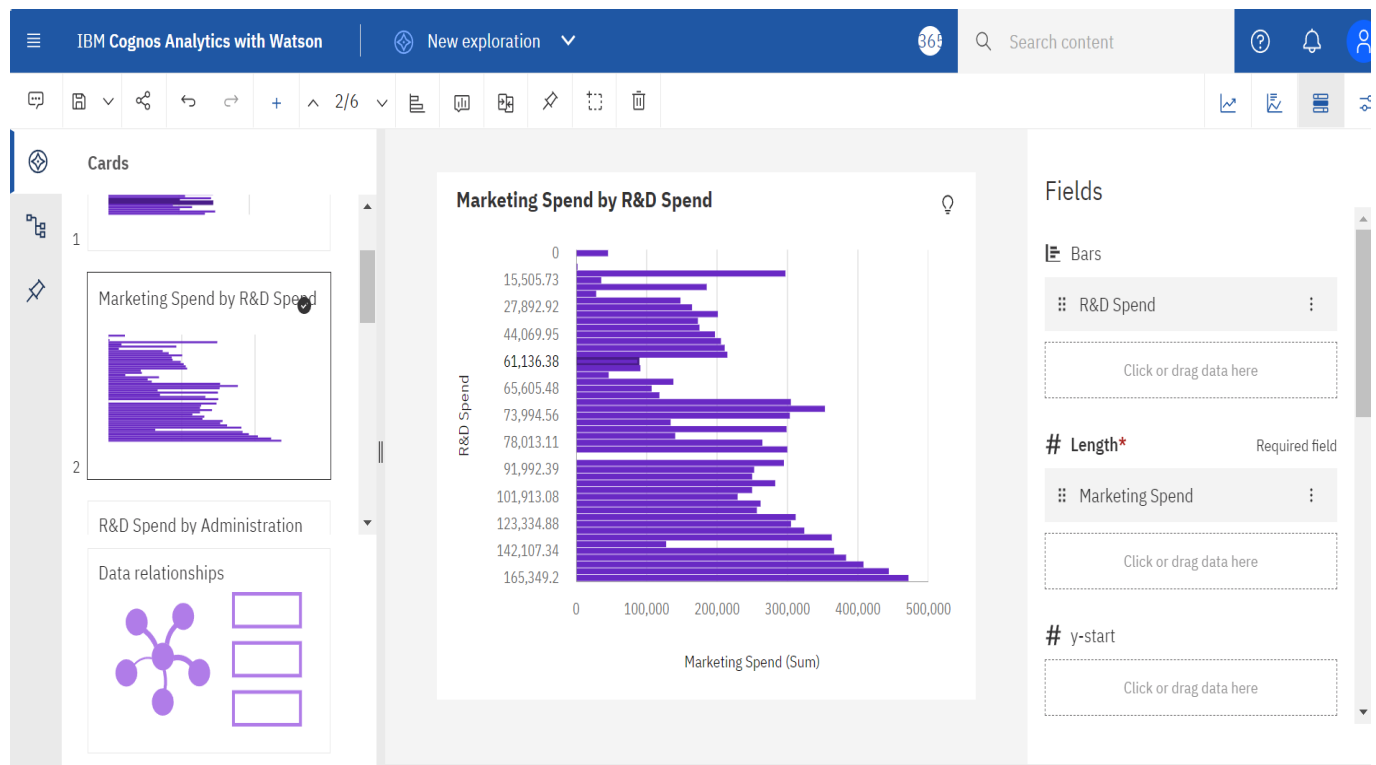 IBM Cognos Analytics with Watson
New exploration
365
Search content
2/6
Cards
1
Marketing Spend by R&D Spend
2
R&D Spend by Administration
Data relationships
Marketing Spend by R&D Spend
R&D Spend
0
15,505.73
27,892.92
44,069.95
61,136.38
65,605.48
73,994.56
78,013.11
91,992.39
101,913.08
123,334.88
142,107.34
165,349.2
0 100,000 200,000 300,000 400,000 500,000
Marketing Spend (Sum)
Fields
Bars
R&D Spend
Click or drag data here
# Length* Required field
Marketing Spend
Click or drag data here
# y-start
Click or drag data here